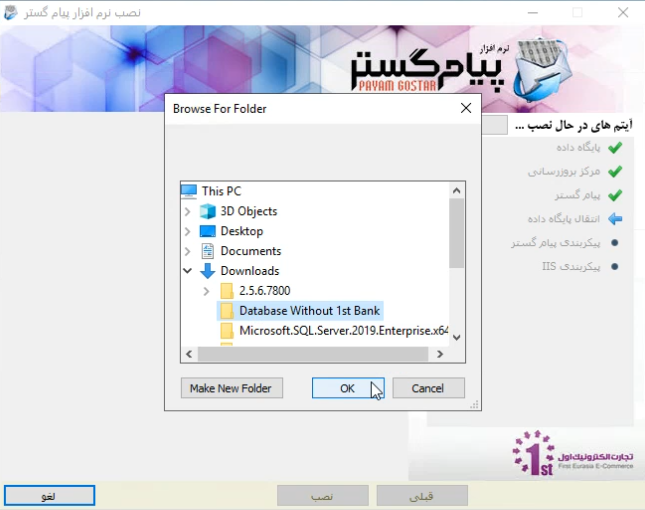 نصب نرم افزار پیام گستر
نرم افزار
پیام گستر
PAYAM GOSTAR
Browse For Folder
آیتم های در حال نصب ...
پایگاه داده
مرکز بروزرسانی
پیام گستر
انتقال پایگاه داده
پیکربندی پیام گستر
پیکربندی IIS
This PC
3D Objects
Desktop
Documents
Downloads
2.5.6.7800
Database Without 1st Bank
Microsoft.SQL.Server.2019.Enterprise.x64
Make New Folder
OK
Cancel
1st
تجارت الکترونیک اول
First Eurasia E-Commerce
لغو
نصب
قبلی